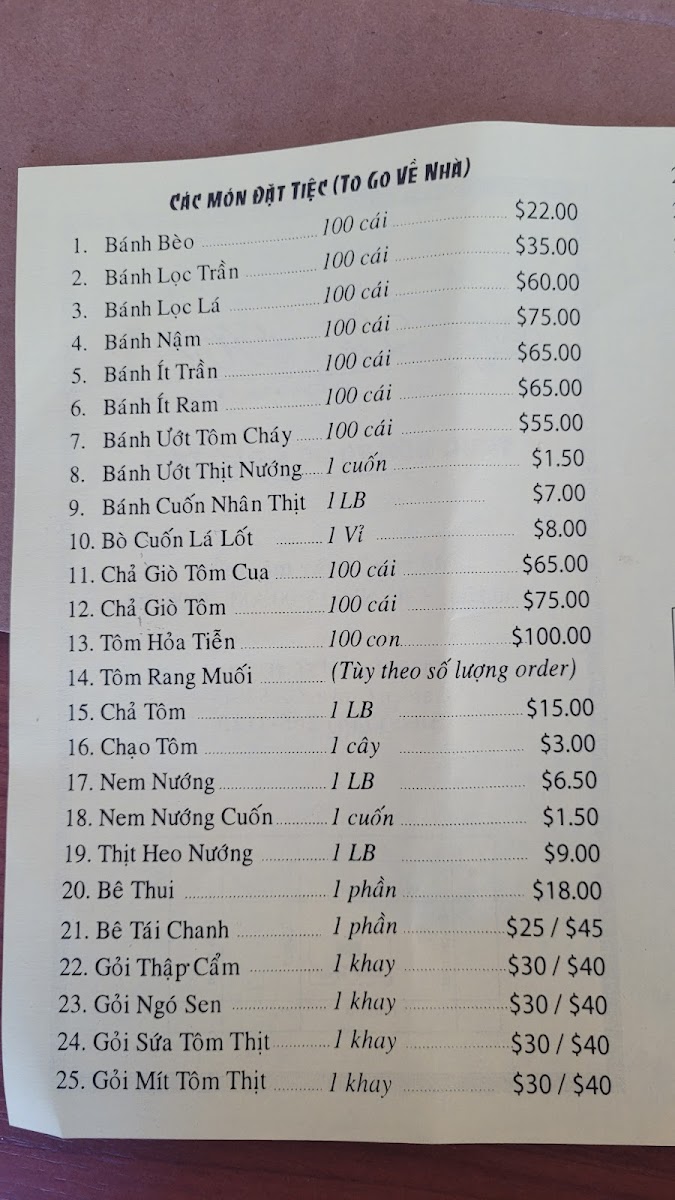 CÁC MÓN ĐẶT TIỆC (TO GO VỀ NHÀ)
1. Bánh Bèo 100 cái $22.00
2. Bánh Lọc Trần 100 cái $35.00
3. Bánh Lọc Lá 100 cái $60.00
4. Bánh Nậm 100 cái $75.00
5. Bánh Ít Trần 100 cái $65.00
6. Bánh Ít Ram 100 cái $65.00
7. Bánh Ướt Tôm Cháy 100 cái $55.00
8. Bánh Ướt Thịt Nướng 1 cuốn $1.50
9. Bánh Cuốn Nhân Thịt 1 LB $7.00
10. Bò Cuốn Lá Lốt 1 Vỉ $8.00
11. Chả Giò Tôm Cua 100 cái $65.00
12. Chả Giò Tôm 100 cái $75.00
13. Tôm Hỏa Tiễn 100 con $100.00
14. Tôm Rang Muối (Tùy theo số lượng order)
15. Chả Tôm 1 LB $15.00
16. Chạo Tôm 1 cây $3.00
17. Nem Nướng 1 LB $6.50
18. Nem Nướng Cuốn 1 cuốn $1.50
19. Thịt Heo Nướng 1 LB $9.00
20. Bê Thui 1 phần $18.00
21. Bê Tái Chanh 1 phần $25 / $45
22. Gỏi Thập Cẩm 1 khay $30 / $40
23. Gỏi Ngó Sen 1 khay $30 / $40
24. Gỏi Sứa Tôm Thịt 1 khay $30 / $40
25. Gỏi Mít Tôm Thịt 1 khay $30 / $40